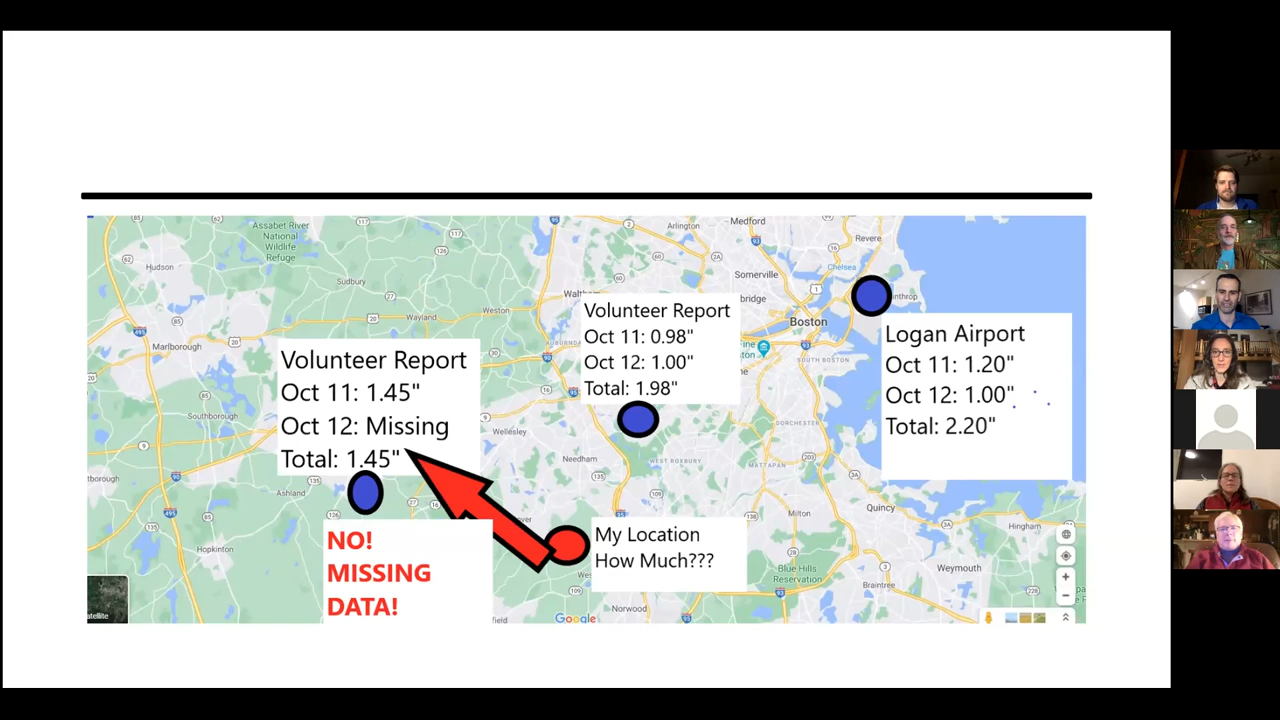 Volunteer Report
Oct 11: 1.45"
Oct 12: Missing
Total: 1.45"
NO!
MISSING
DATA!
Volunteer Report
Oct 11: 0.98"
Oct 12: 1.00"
Total: 1.98"
My Location
How Much???
Logan Airport
Oct 11: 1.20"
Oct 12: 1.00"
Total: 2.20"
Assabet River
National
Wildlife
Refuge
Hudson
Sudbury
Marlborough
Wayland
Weston
Southborough
Ashland
Hopkinton
Wellesley
Needham
Arlington
Medford
Revere
Chelsea
Somerville
Boston
SOUTH BOSTON
DORCHESTER
WEST ROXBURY
MATTAPAN
Milton
Quincy
Hingham
Weymouth
Braintree
Blue Hills
Reservation
Norwood
Google